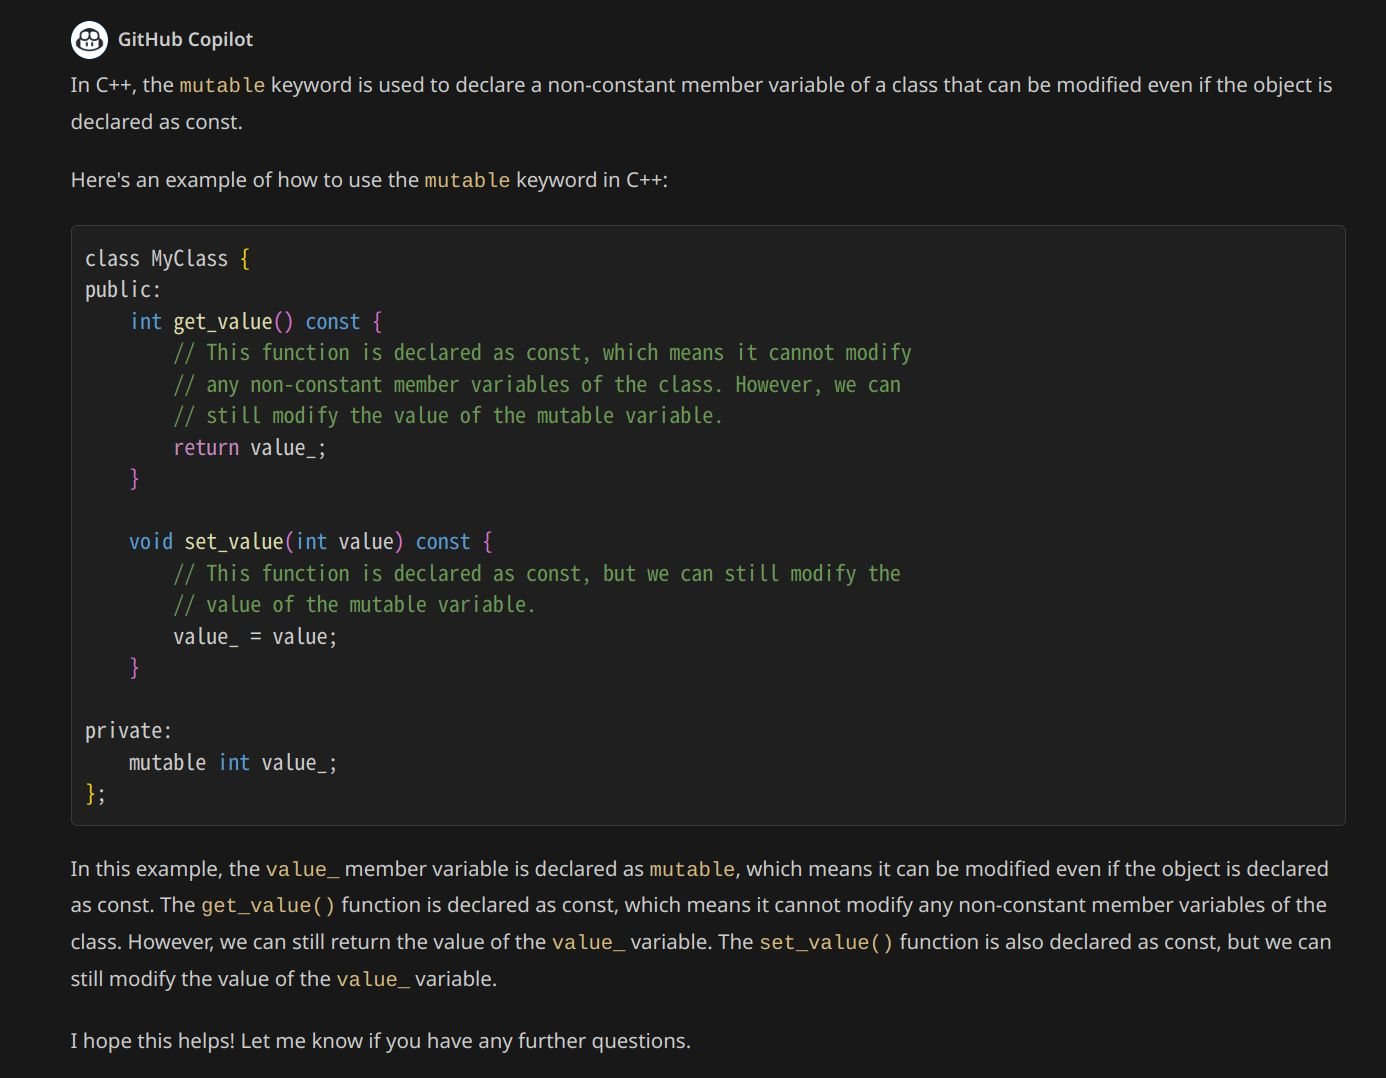 GitHub Copilot
In C++, the mutable keyword is used to declare a non-constant member variable of a class that can be modified even if the object is
declared as const.
Here's an example of how to use the mutable keyword in C++:
class MyClass {
public:
    int get_value() const {
        // This function is declared as const, which means it cannot modify
        // any non-constant member variables of the class. However, we can
        // still modify the value of the mutable variable.
        return value_;
    }
    void set_value(int value) const {
        // This function is declared as const, but we can still modify the
        // value of the mutable variable.
        value_ = value;
    }
private:
    mutable int value_;
};
In this example, the value_ member variable is declared as mutable, which means it can be modified even if the object is declared
as const. The get_value() function is declared as const, which means it cannot modify any non-constant member variables of the
class. However, we can still return the value of the value_ variable. The set_value() function is also declared as const, but we can
still modify the value of the value_ variable.
I hope this helps! Let me know if you have any further questions.